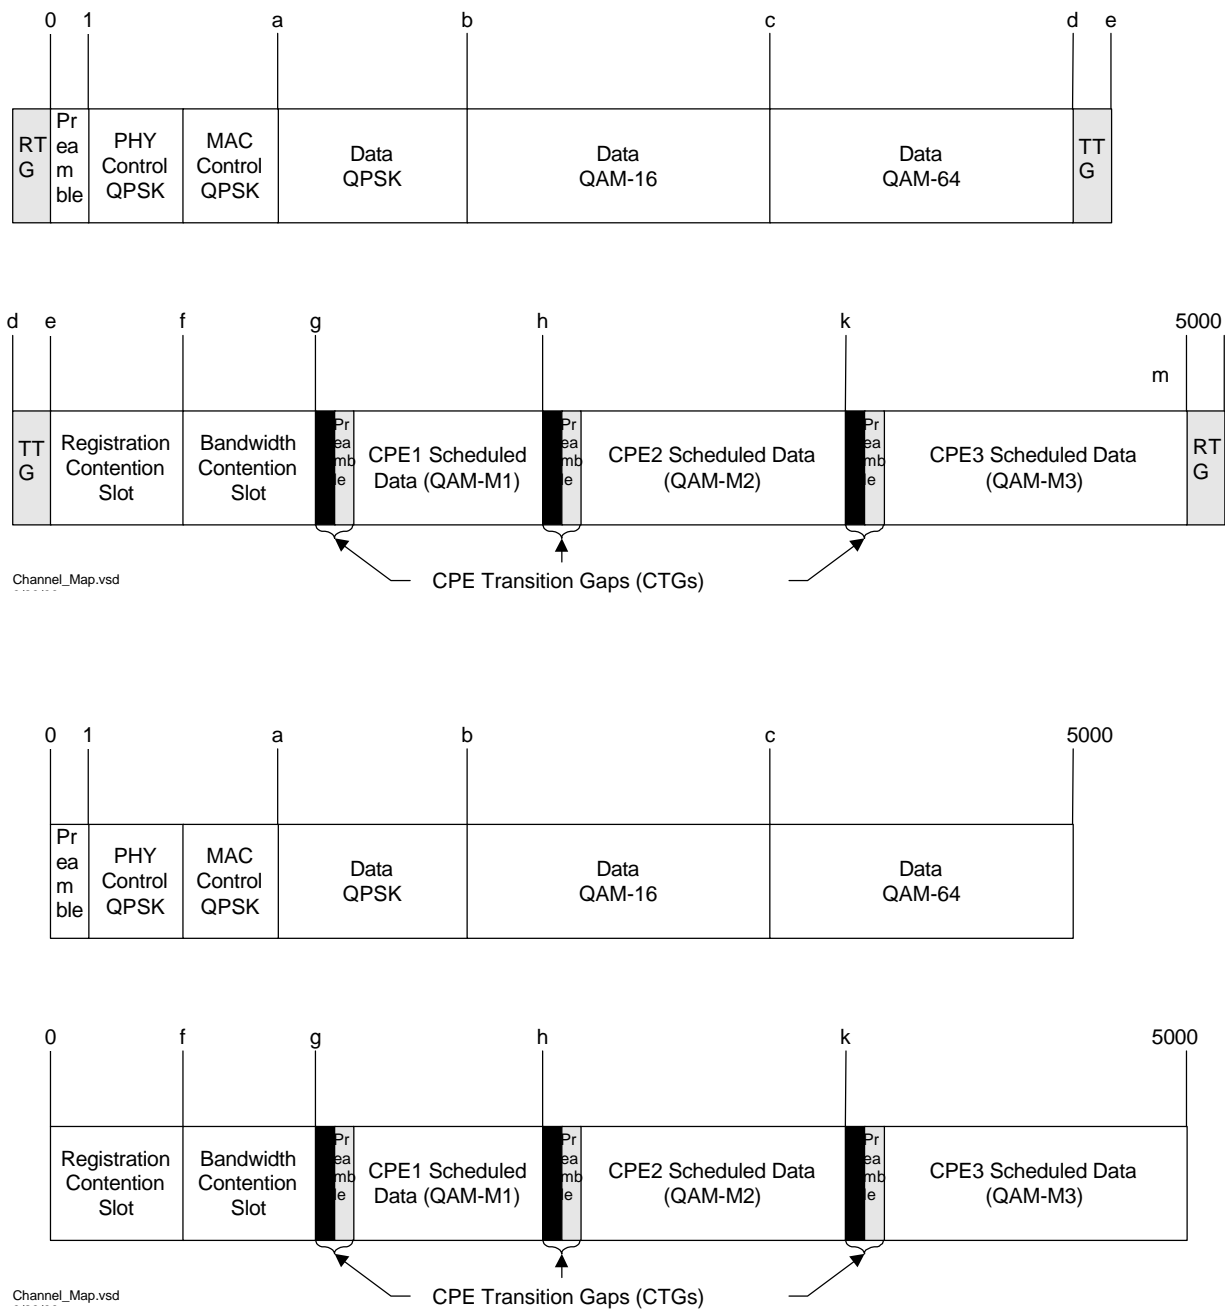 0 1 a b c d e
RT
G
Pr
ea
m
ble
PHY
Control
QPSK
MAC
Control
QPSK
Data
QPSK
Data
QAM-16
Data
QAM-64
TT
G
d e f g h k 5000
m
TT
G
Registration
Contention
Slot
Bandwidth
Contention
Slot
Pr
ea
mb
le
CPE1 Scheduled
Data (QAM-M1)
Pr
ea
mb
le
CPE2 Scheduled Data
(QAM-M2)
Pr
ea
mb
le
CPE3 Scheduled Data
(QAM-M3)
RT
G
CPE Transition Gaps (CTGs)
Channel_Map.vsd
0 1 a b c 5000
Pr
ea
m
ble
PHY
Control
QPSK
MAC
Control
QPSK
Data
QPSK
Data
QAM-16
Data
QAM-64
0 f g h k 5000
Registration
Contention
Slot
Bandwidth
Contention
Slot
Pr
ea
mb
le
CPE1 Scheduled
Data (QAM-M1)
Pr
ea
mb
le
CPE2 Scheduled Data
(QAM-M2)
Pr
ea
mb
le
CPE3 Scheduled Data
(QAM-M3)
CPE Transition Gaps (CTGs)
Channel_Map.vsd